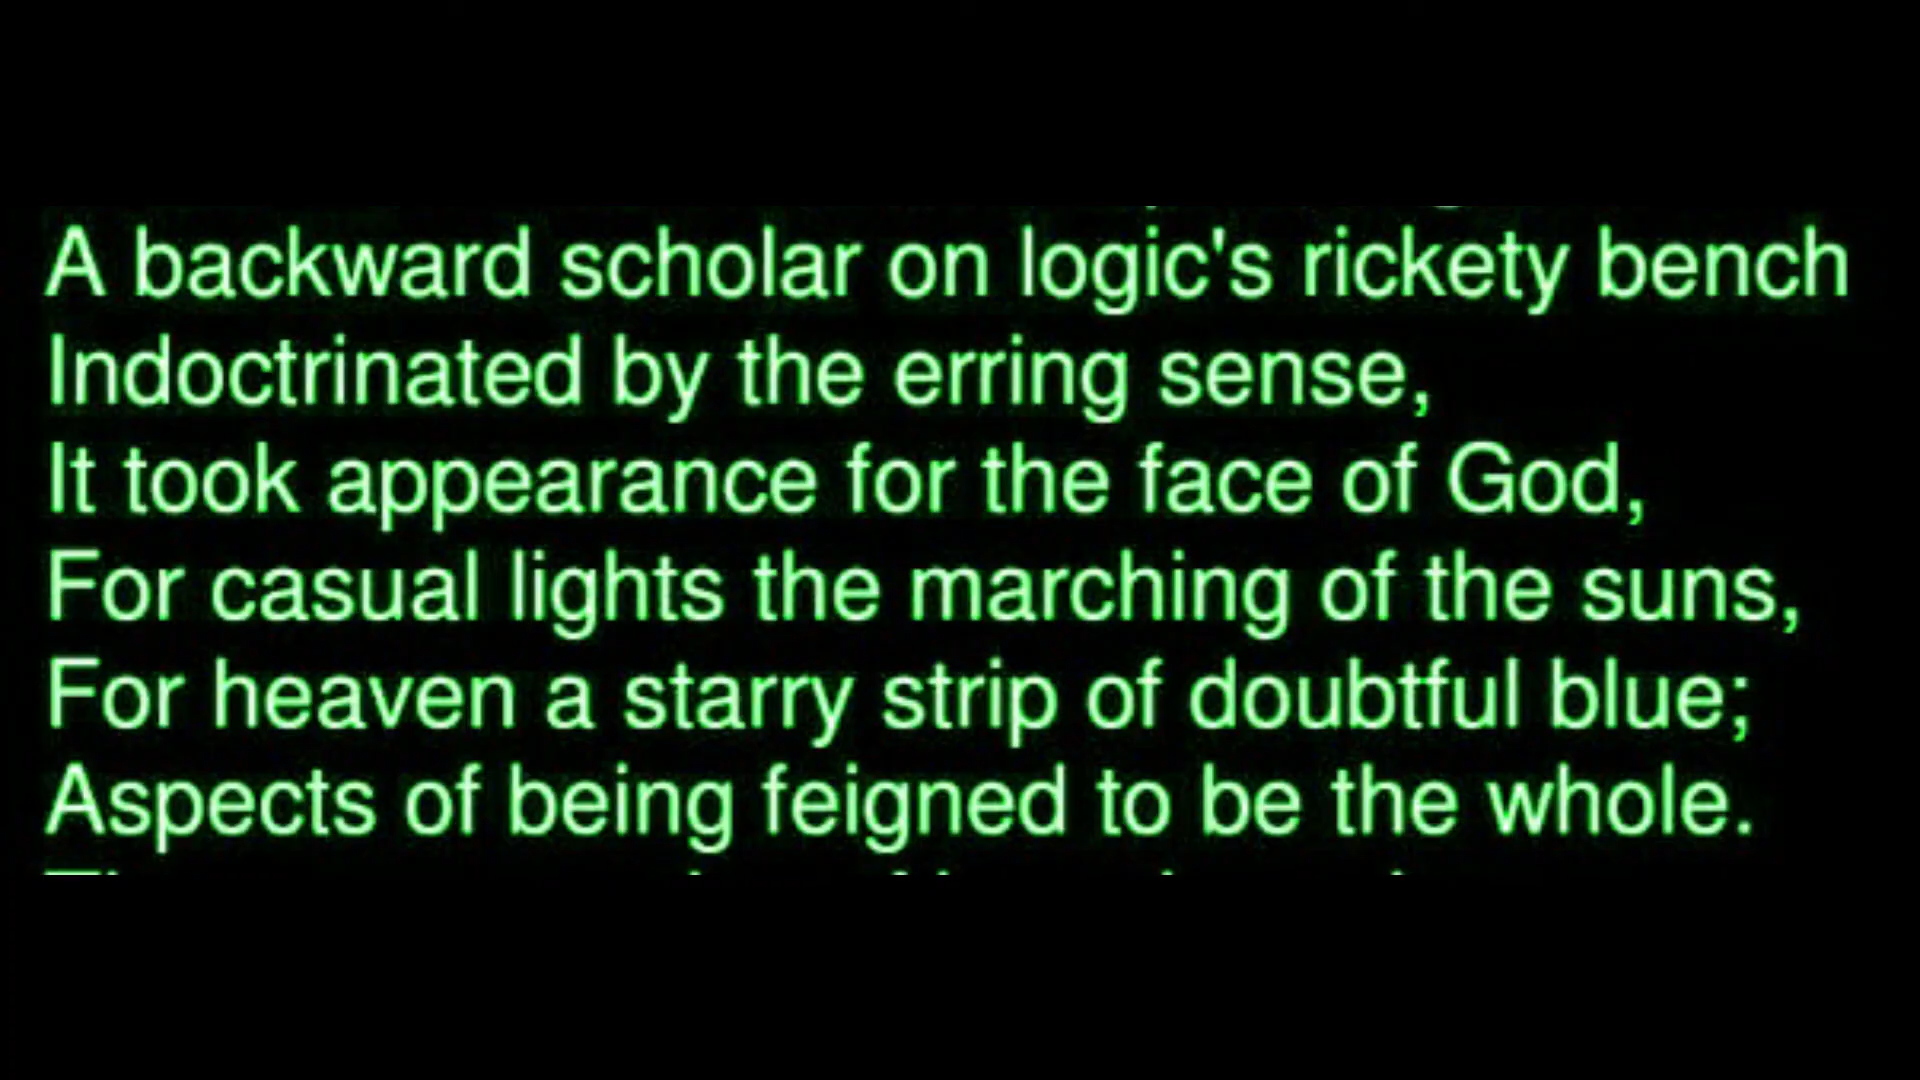 A backward scholar on logic's rickety bench
Indoctrinated by the erring sense,
It took appearance for the face of God,
For casual lights the marching of the suns,
For heaven a starry strip of doubtful blue;
Aspects of being feigned to be the whole.